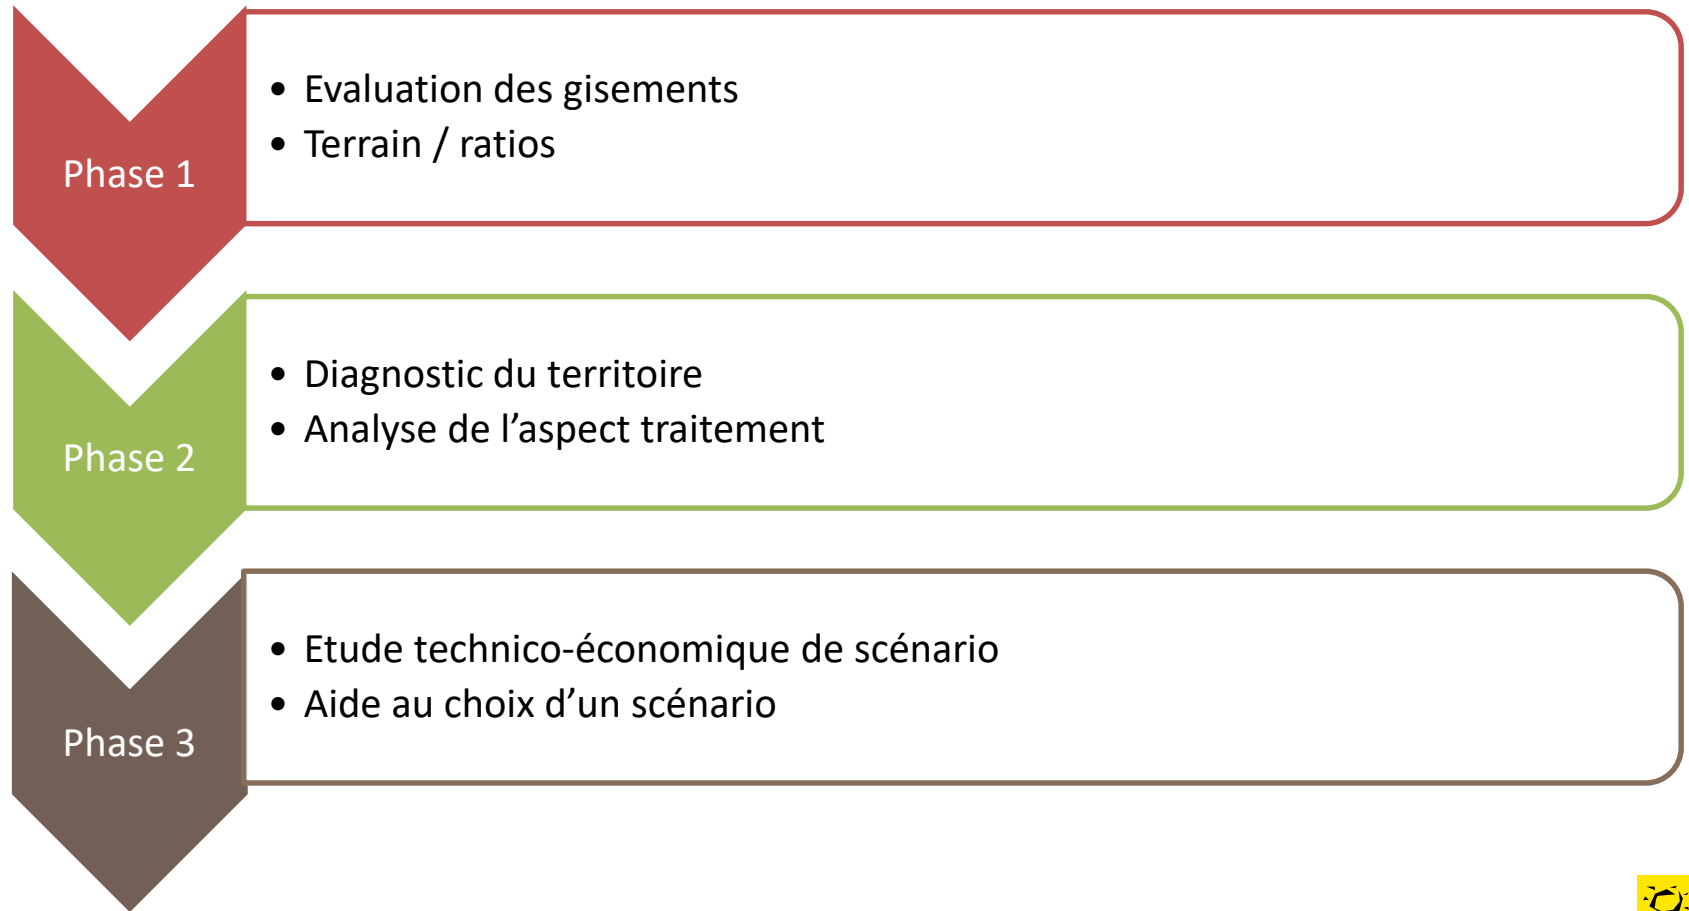 Phase 1
• Evaluation des gisements
• Terrain / ratios
Phase 2
• Diagnostic du territoire
• Analyse de l’aspect traitement
Phase 3
• Etude technico-économique de scénario
• Aide au choix d’un scénario